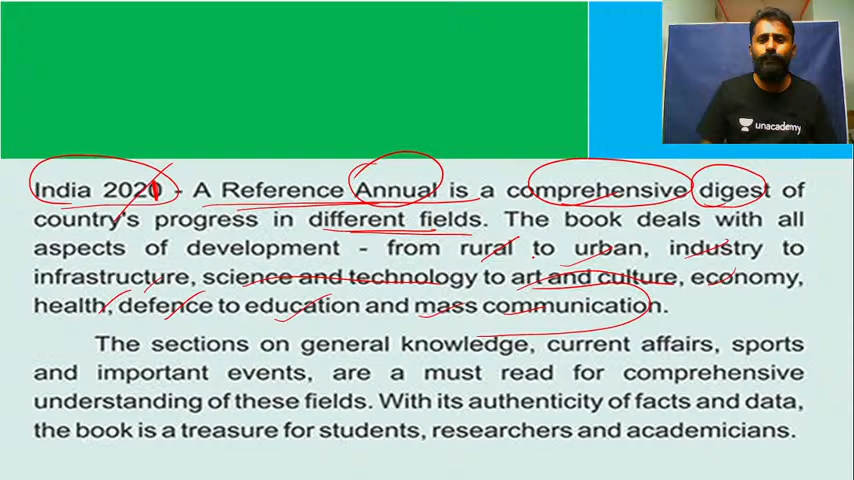 unacademy
India 2020 - A Reference Annual is a comprehensive digest of
country's progress in different fields. The book deals with all
aspects of development - from rural to urban, industry to
infrastructure, science and technology to art and culture, economy,
health, defence to education and mass communication.
The sections on general knowledge, current affairs, sports
and important events, are a must read for comprehensive
understanding of these fields. With its authenticity of facts and data,
the book is a treasure for students, researchers and academicians.